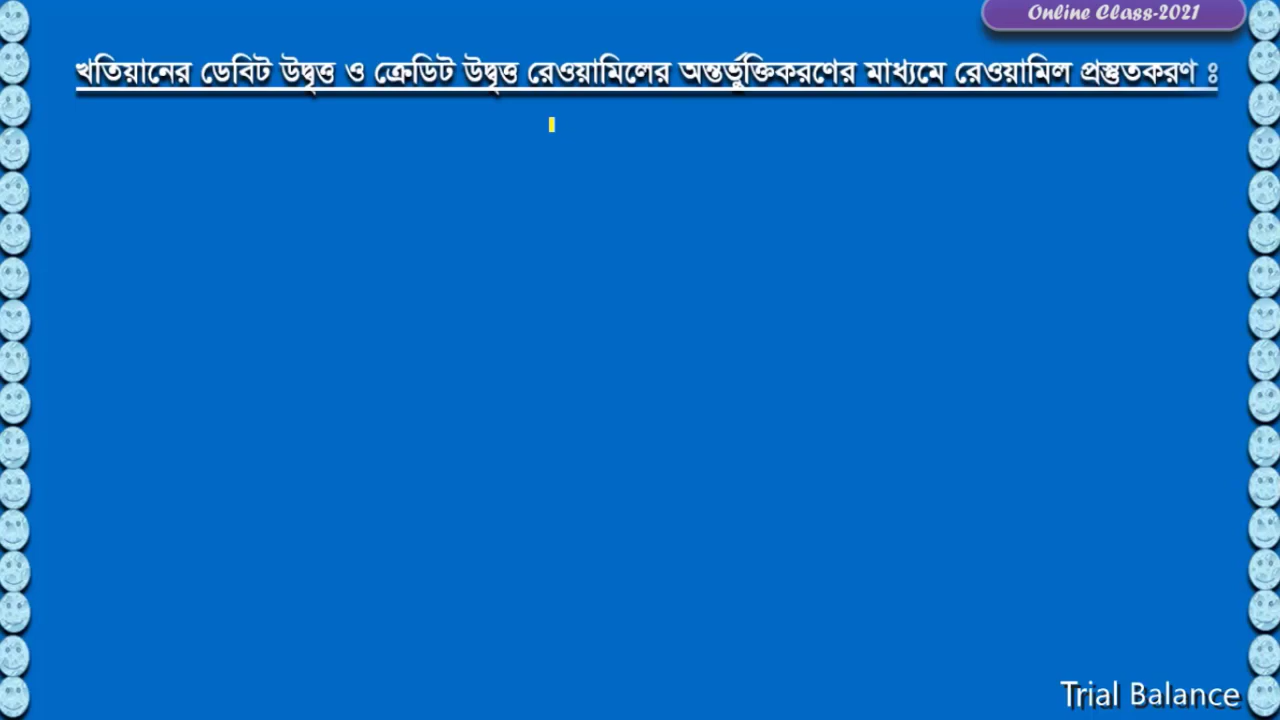 Online Class-2021
খতিয়ানের ডেবিট উদ্বৃত্ত ও ক্রেডিট উদ্বৃত্ত রেওয়ামিলের অন্তর্ভুক্তিকরণের মাধ্যমে রেওয়ামিল প্রস্তুতকরণ ঃ
Trial Balance